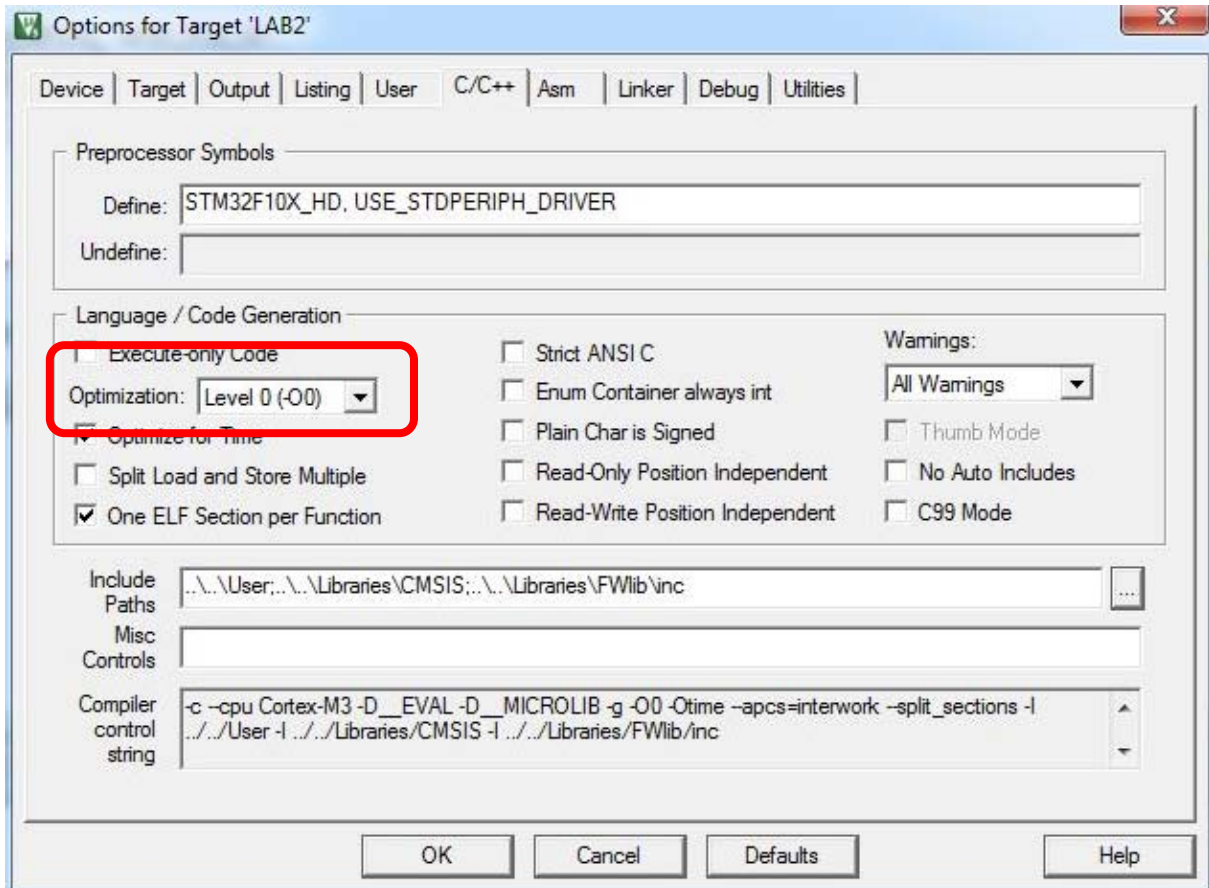 Options for Target 'LAB2'
Device | Target | Output | Listing | User | C/C++ | Asm | Linker | Debug | Utilities
Preprocessor Symbols
Define: STM32F10X_HD, USE_STDPERIPH_DRIVER
Undefine:
Language / Code Generation
Execute-only Code
Strict ANSI C
Warnings:
Optimization: Level 0 (-O0)
Enum Container always int
All Warnings
Optimize for Time
Plain Char is Signed
Thumb Mode
Split Load and Store Multiple
Read-Only Position Independent
No Auto Includes
One ELF Section per Function
Read-Write Position Independent
C99 Mode
Include
Paths
..\..\User;..\..\Libraries\CMSIS;..\..\Libraries\FWlib\inc
...
Misc
Controls
Compiler
control
string
-c --cpu Cortex-M3 -D__EVAL -D__MICROLIB -g -O0 -Otime --apcs=interwork --split_sections -I
../../User -I ../../Libraries/CMSIS -I ../../Libraries/FWlib/inc
OK
Cancel
Defaults
Help